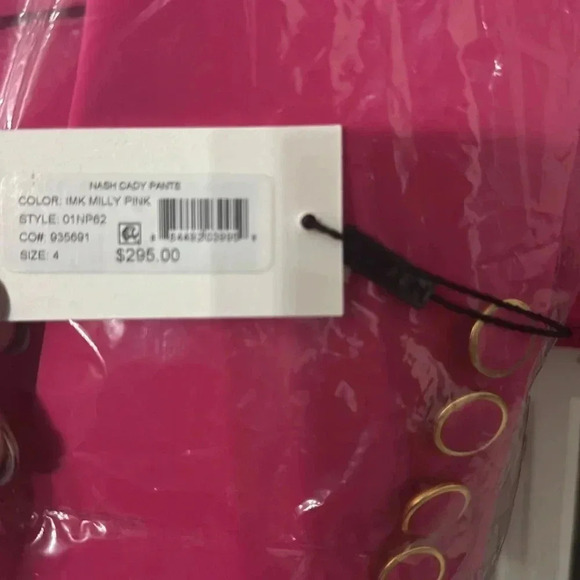 NASH CADY PANTS
COLOR: IMK MILLY PINK
STYLE: 01NP62
CO#: 935691
SIZE: 4
$295.00